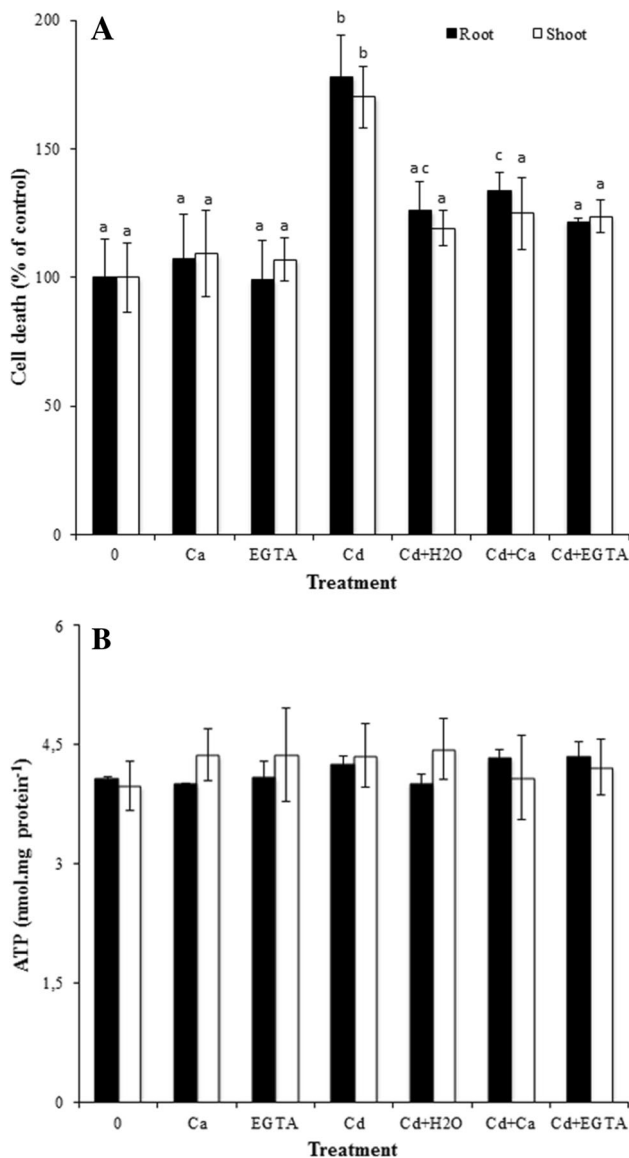 A
Root Shoot
Cell death (% of control)
200
150
100
50
0
a a
a a
a a
b b
a c a
c a
a a
0 Ca EGTA Cd Cd+H2O Cd+Ca Cd+EGTA
Treatment
B
ATP (nmol.mg protein-1)
6
4,5
3
1,5
0
0 Ca EGTA Cd Cd+H2O Cd+Ca Cd+EGTA
Treatment